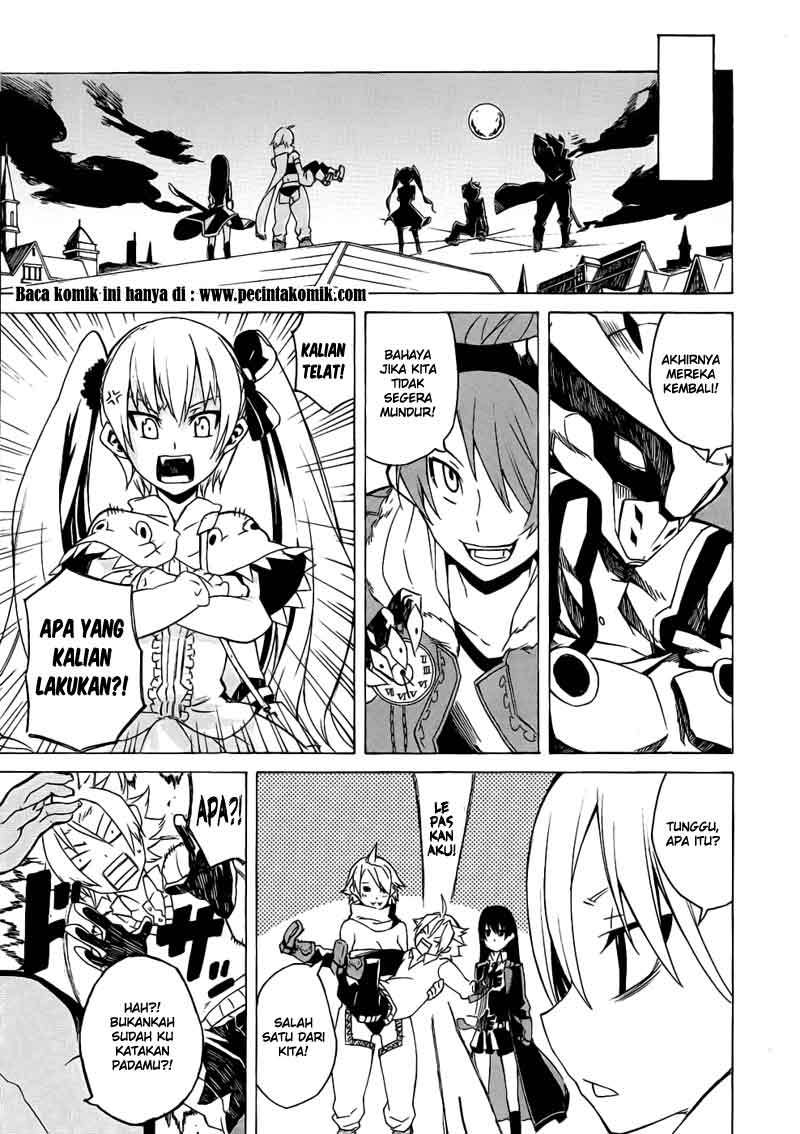 Baca komik ini hanya di : www.pecintakomik.com
AKHIRNYA
MEREKA
KEMBALI!
BAHAYA
JIKA KITA
TIDAK
SEGERA
MUNDUR!
KALIAN
TELAT!
APA YANG
KALIAN
LAKUKAN?!
TUNGGU,
APA ITU?
LE
PAS
KAN
AKU!
SALAH
SATU DARI
KITA!
APA?!
HAH?!
BUKANKAH
SUDAH KU
KATAKAN
PADAMU?!